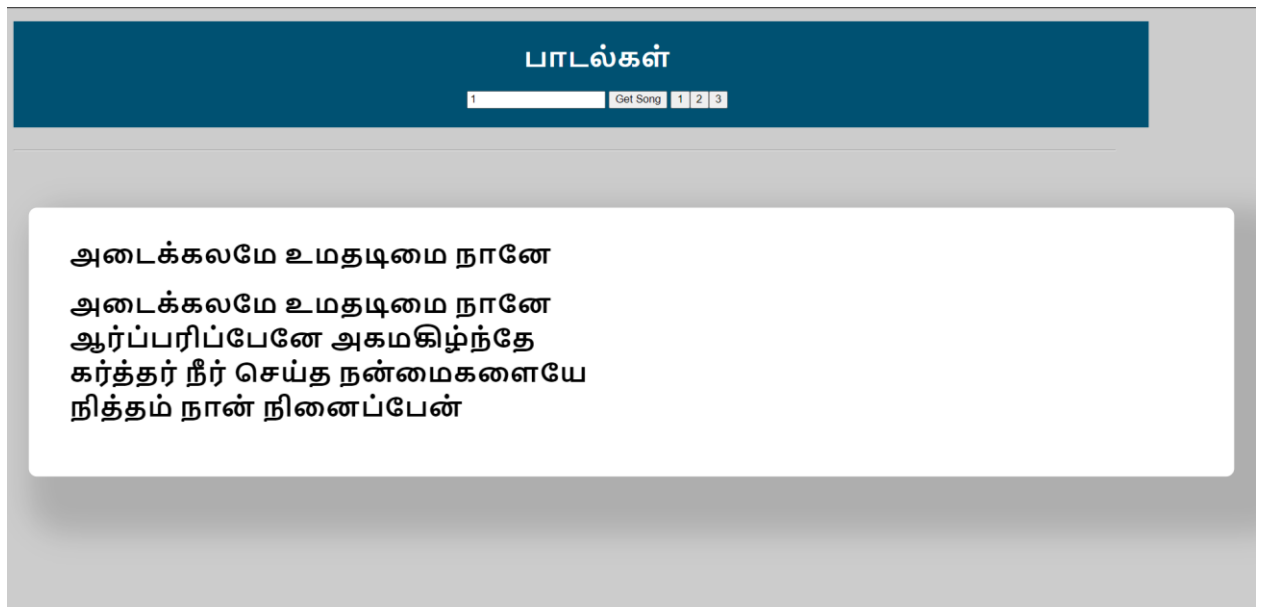 பாடல்கள்
1 Get Song 1 2 3
அடைக்கலமே உமதடிமை நானே
அடைக்கலமே உமதடிமை நானே
ஆர்ப்பரிப்பேனே அகமகிழ்ந்தே
கர்த்தர் நீர் செய்த நன்மைகளையே
நித்தம் நான் நினைப்பேன்